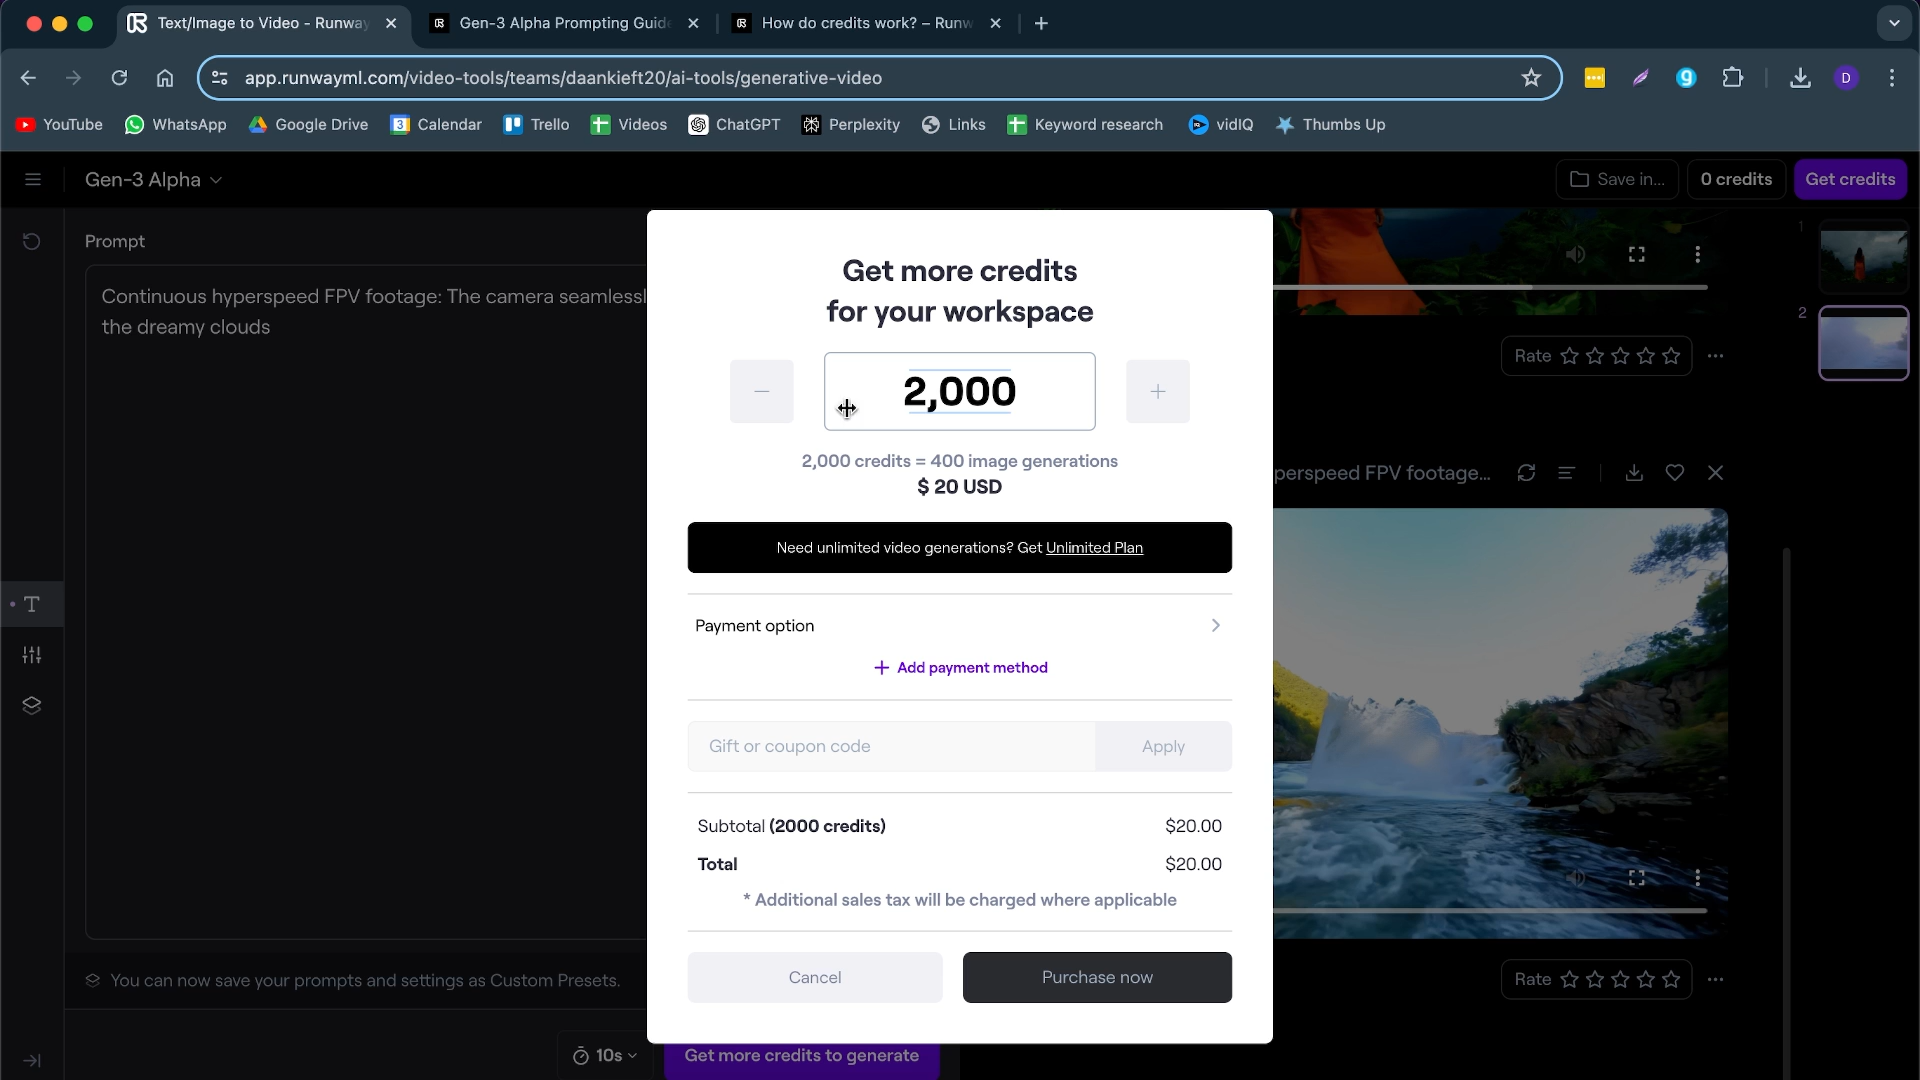 Text/Image to Video - Runway
Gen-3 Alpha Prompting Guide
How do credits work? – Runw
app.runwayml.com/video-tools/teams/daankieft20/ai-tools/generative-video
D
YouTube
WhatsApp
Google Drive
Calendar
Trello
Videos
ChatGPT
Perplexity
Links
Keyword research
vidIQ
Thumbs Up
Gen-3 Alpha
Save in...
0 credits
Get credits
Prompt
Continuous hyperspeed FPV footage: The camera seamlessl
the dreamy clouds
Get more credits
for your workspace
2,000
2,000 credits = 400 image generations
$ 20 USD
Need unlimited video generations? Get Unlimited Plan
Payment option
Add payment method
Gift or coupon code
Apply
Subtotal (2000 credits)
$20.00
Total
$20.00
* Additional sales tax will be charged where applicable
Cancel
Purchase now
You can now save your prompts and settings as Custom Presets.
10s
Get more credits to generate
Rate
perspeed FPV footage...
Rate
1
2